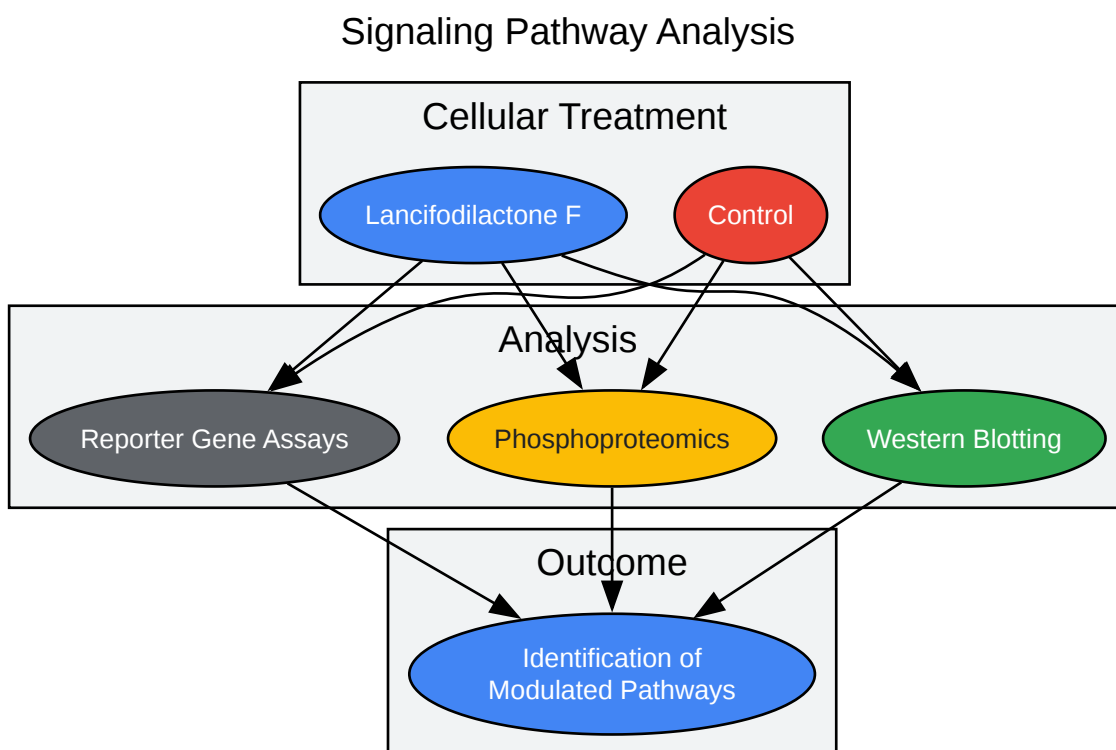 Signaling Pathway Analysis
Cellular Treatment
Lancifodilactone F
Control
Analysis
Reporter Gene Assays
Phosphoproteomics
Western Blotting
Outcome
Identification of
Modulated Pathways